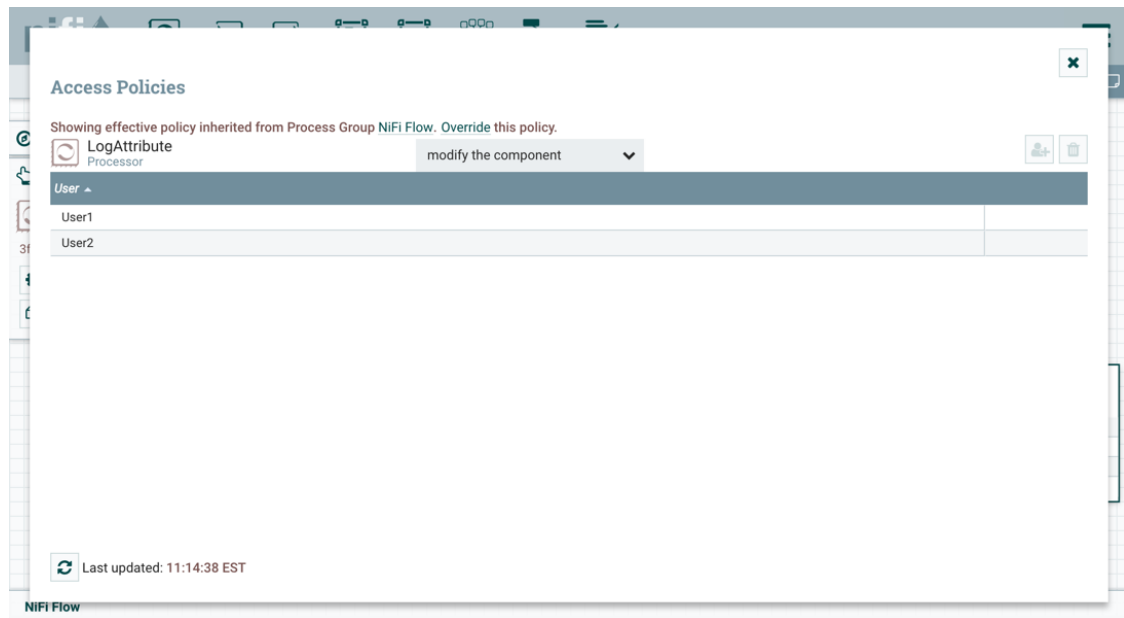 Access Policies
Showing effective policy inherited from Process Group NiFi Flow. Override this policy.
LogAttribute
Processor
modify the component
User
User1
User2
3f
Last updated: 11:14:38 EST
NiFi Flow